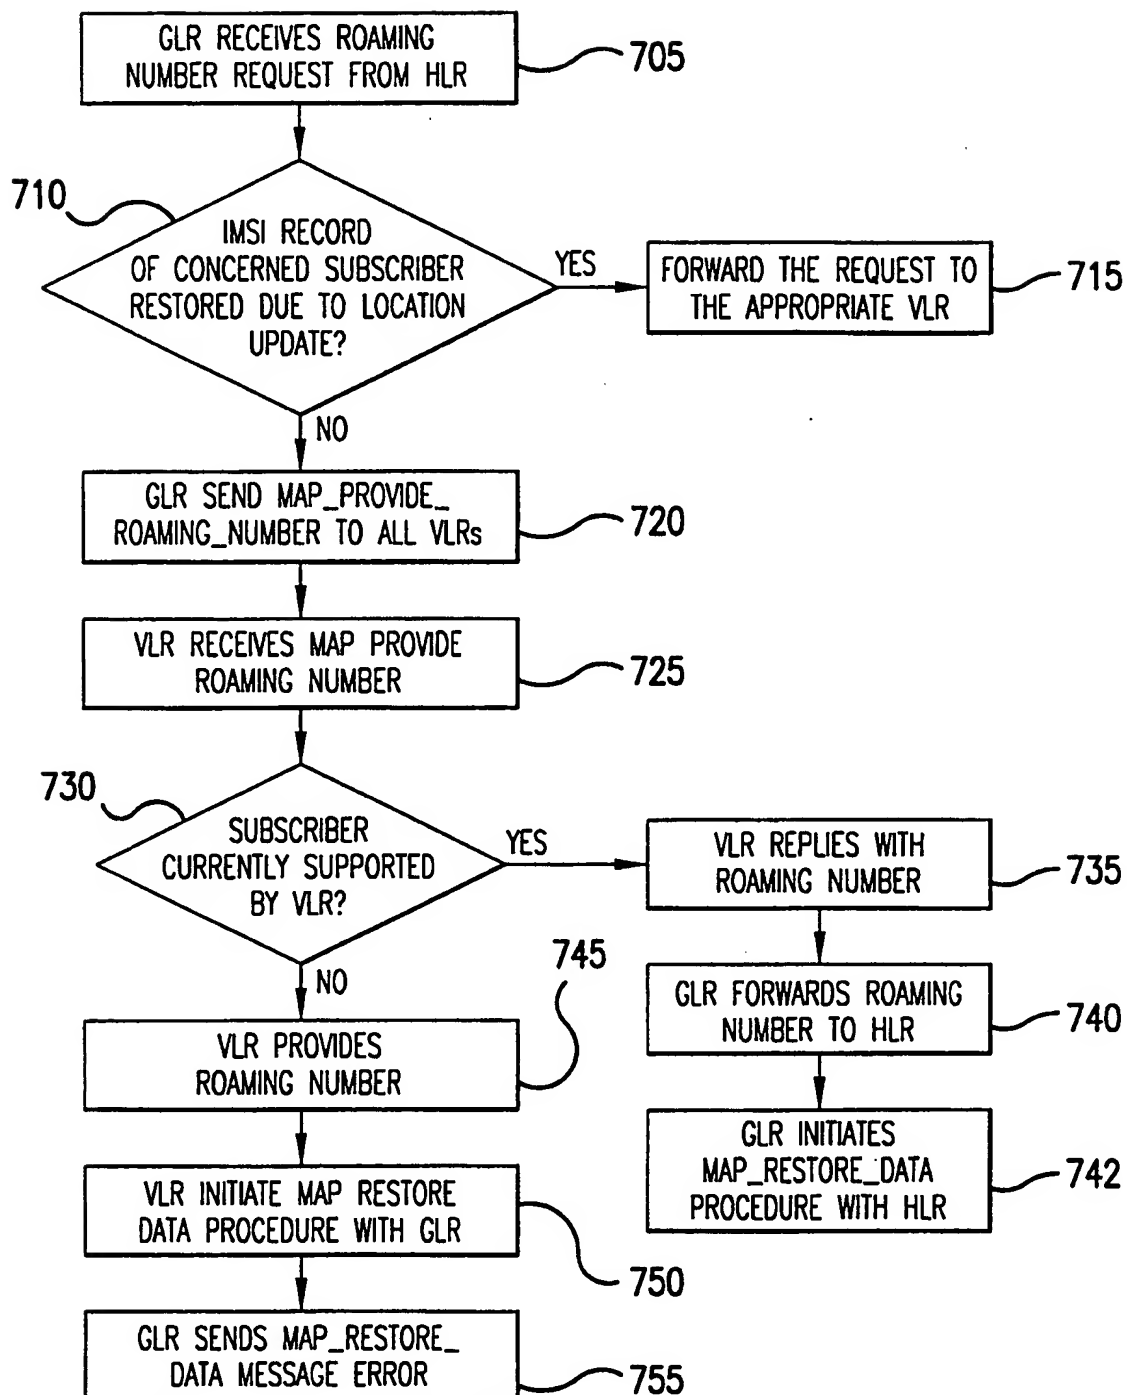 GLR RECEIVES ROAMING
NUMBER REQUEST FROM HLR
705
710
IMSI RECORD
OF CONCERNED SUBSCRIBER
RESTORED DUE TO LOCATION
UPDATE?
YES
FORWARD THE REQUEST TO
THE APPROPRIATE VLR
715
NO
GLR SEND MAP_PROVIDE_
ROAMING_NUMBER TO ALL VLRs
720
VLR RECEIVES MAP PROVIDE
ROAMING NUMBER
725
730
SUBSCRIBER
CURRENTLY SUPPORTED
BY VLR?
YES
VLR REPLIES WITH
ROAMING NUMBER
735
NO
745
GLR FORWARDS ROAMING
NUMBER TO HLR
740
VLR PROVIDES
ROAMING NUMBER
GLR INITIATES
MAP_RESTORE_DATA
PROCEDURE WITH HLR
742
VLR INITIATE MAP RESTORE
DATA PROCEDURE WITH GLR
750
GLR SENDS MAP_RESTORE_
DATA MESSAGE ERROR
755